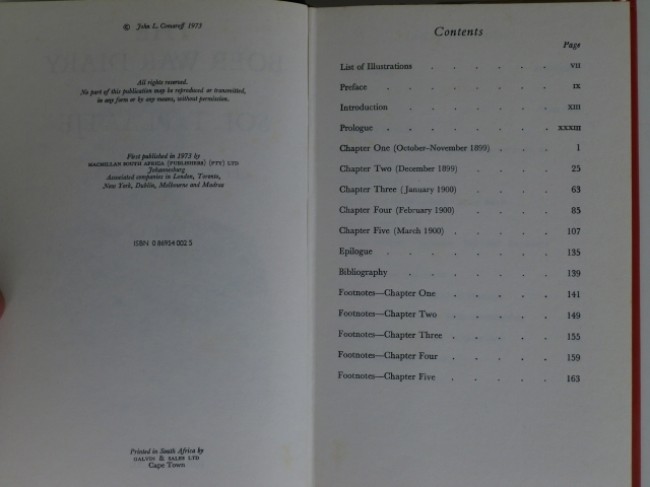 © John L. Comaroff 1973
All rights reserved.
No part of this publication may be reproduced or transmitted,
in any form or by any means, without permission.
First published in 1973 by
MACMILLAN SOUTH AFRICA (PUBLISHERS) (PTY) LTD
Johannesburg
Associated companies in London, Toronto,
New York, Dublin, Melbourne and Madras
ISBN 0 86954 002 5
Printed in South Africa by
GALVIN & SALES LTD
Cape Town
Contents
Page
List of Illustrations . . . . . . VII
Preface . . . . . . . IX
Introduction . . . . . . . XIII
Prologue . . . . . . . XXXIII
Chapter One (October–November 1899) . . . . 1
Chapter Two (December 1899) . . . . 25
Chapter Three (January 1900) . . . . 63
Chapter Four (February 1900) . . . . 85
Chapter Five (March 1900) . . . . 107
Epilogue . . . . . . . 135
Bibliography . . . . . . . 139
Footnotes—Chapter One . . . . . 141
Footnotes—Chapter Two . . . . . 149
Footnotes—Chapter Three . . . . . 155
Footnotes—Chapter Four . . . . . 159
Footnotes—Chapter Five . . . . . 163